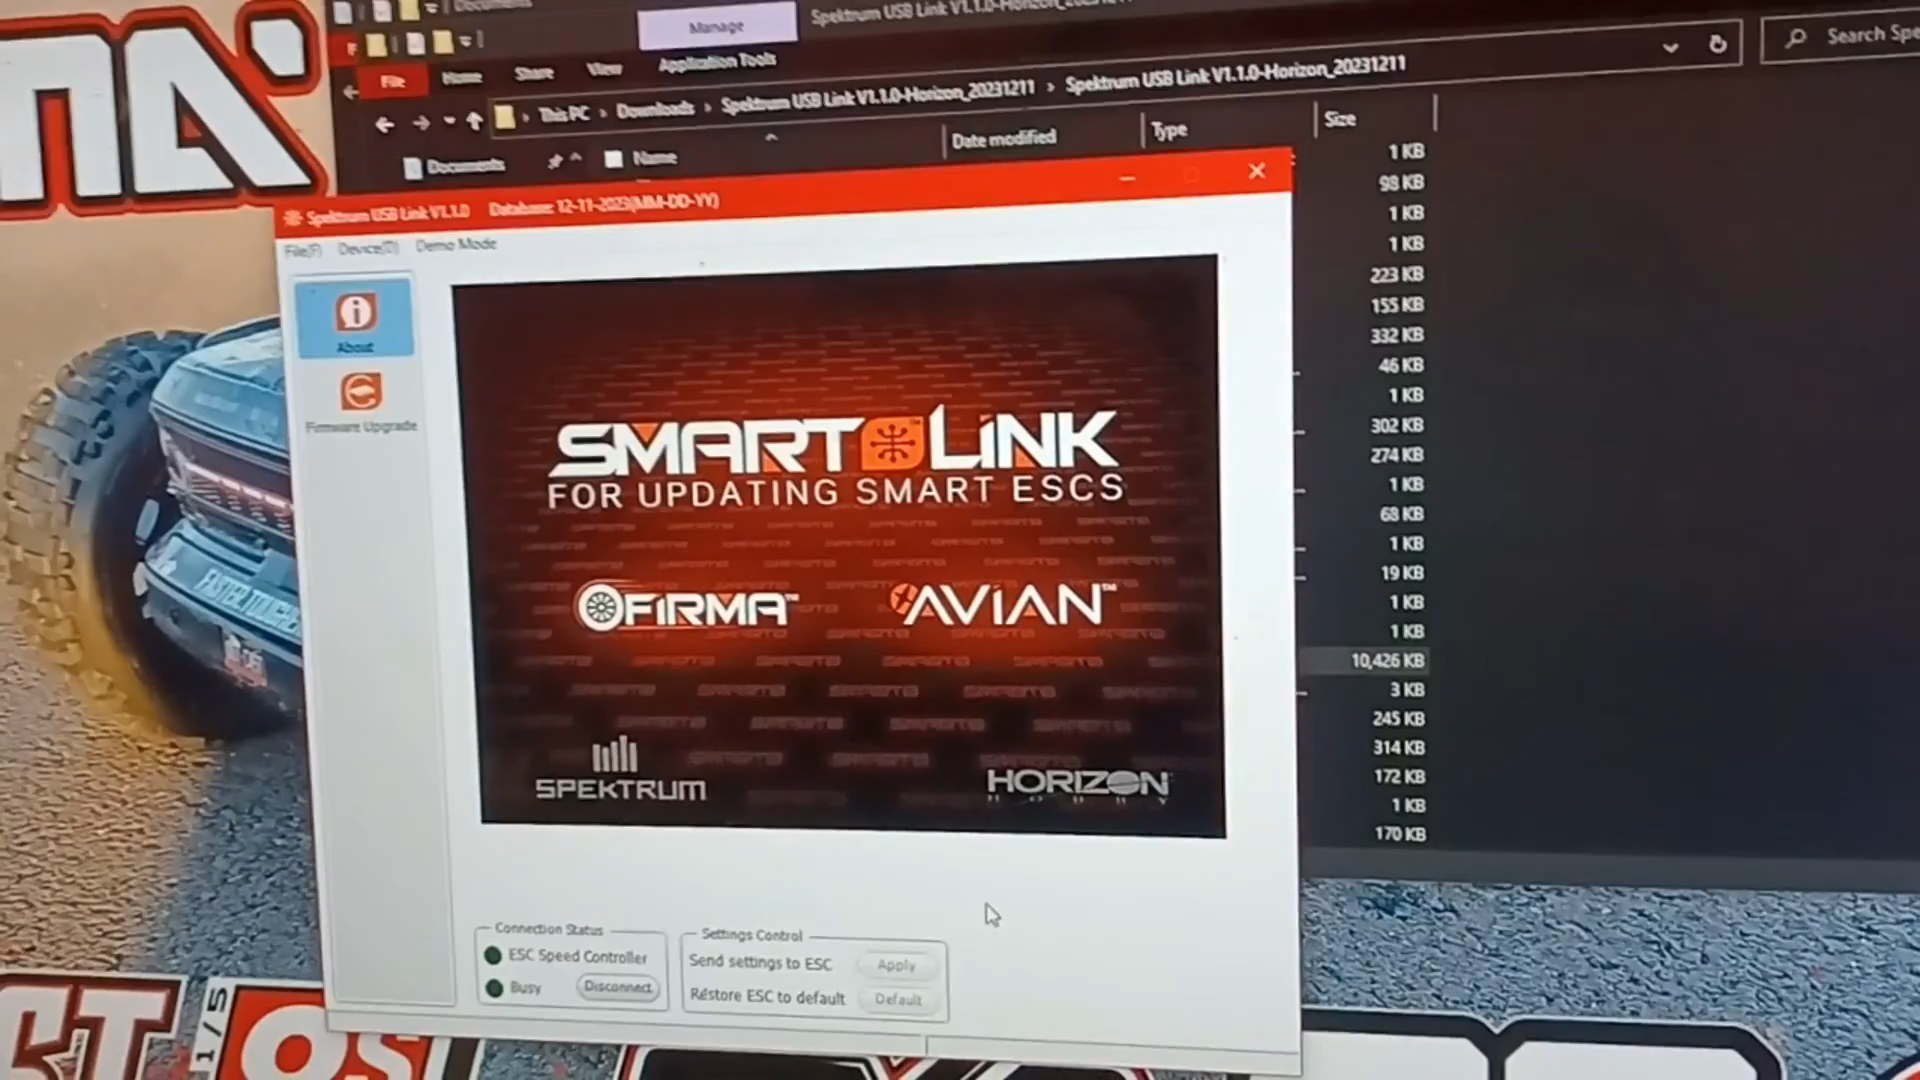 Documents
Manage
Spektrum USB Link V1.1.0-Horizon_20231211
File Home Share View Application Tools
This PC Downloads Spektrum USB Link V1.1.0-Horizon_20231211 Spektrum USB Link V1.1.0-Horizon_20231211
Search Spe
Documents
Name
Date modified
Type
Size
1 KB
98 KB
1 KB
1 KB
223 KB
155 KB
332 KB
46 KB
1 KB
302 KB
274 KB
1 KB
68 KB
1 KB
19 KB
1 KB
1 KB
10,426 KB
3 KB
245 KB
314 KB
172 KB
1 KB
170 KB
Spektrum USB Link V1.1.0 Database: 12-11-2023(MM-DD-YY)
File(F) Device(D) Demo Mode
About
Firmware Upgrade
SMART LINK
FOR UPDATING SMART ESCS
FIRMA™
AVIAN™
SPEKTRUM
HORIZON
HOBBY
Connection Status
ESC Speed Controller
Busy
Disconnect
Settings Control
Send settings to ESC
Apply
Restore ESC to default
Default
1/5